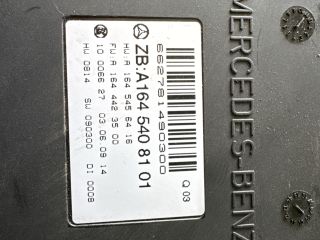 MERCEDES-BENZ
662781490300
Q 03
ZB:A164 540 81 01
HW:A 164 545 64 16
FW:A 164 442 35 00
10 0066 27 03.06.09 14
HW 0814 SW 090300 DI 0008